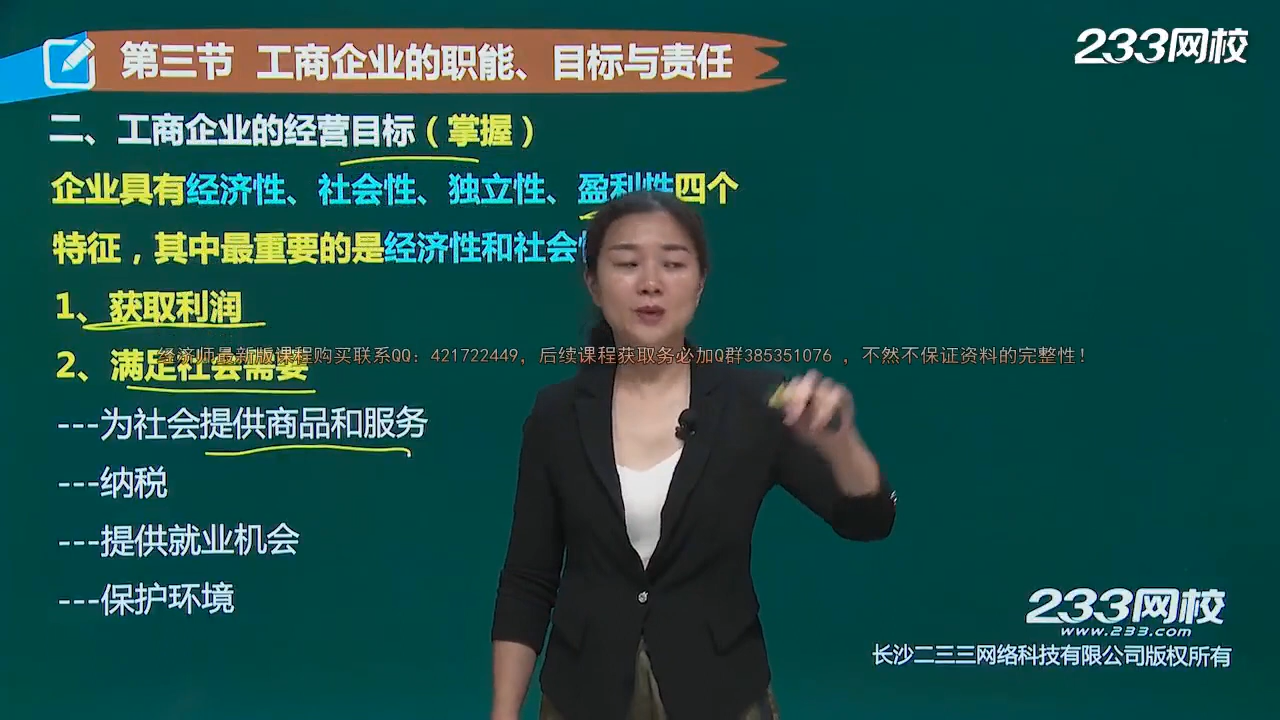 第三节 工商企业的职能、目标与责任
233网校
二、工商企业的经营目标（掌握）
企业具有经济性、社会性、独立性、盈利性四个
特征，其中最重要的是经济性和社会
1、获取利润
2、满足社会需要
经济师最新版课程购买联系QQ：421722449，后续课程获取务必加Q群385351076 ，不然不保证资料的完整性！
---为社会提供商品和服务
---纳税
---提供就业机会
---保护环境
233网校
www.233.com
长沙二三三网络科技有限公司版权所有